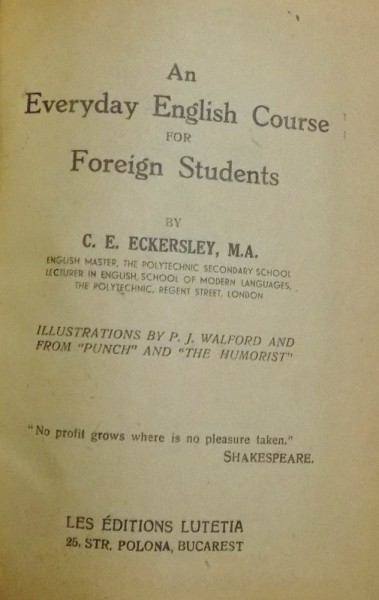 An
Everyday English Course
FOR
Foreign Students
BY
C. E. ECKERSLEY, M.A.
ENGLISH MASTER, THE POLYTECHNIC SECONDARY SCHOOL
LECTURER IN ENGLISH, SCHOOL OF MODERN LANGUAGES,
THE POLYTECHNIC, REGENT STREET, LONDON
ILLUSTRATIONS BY P. J. WALFORD AND
FROM "PUNCH" AND "THE HUMORIST"
"No profit grows where is no pleasure taken."
SHAKESPEARE.
LES ÉDITIONS LUTETIA
25, STR. POLONA, BUCAREST